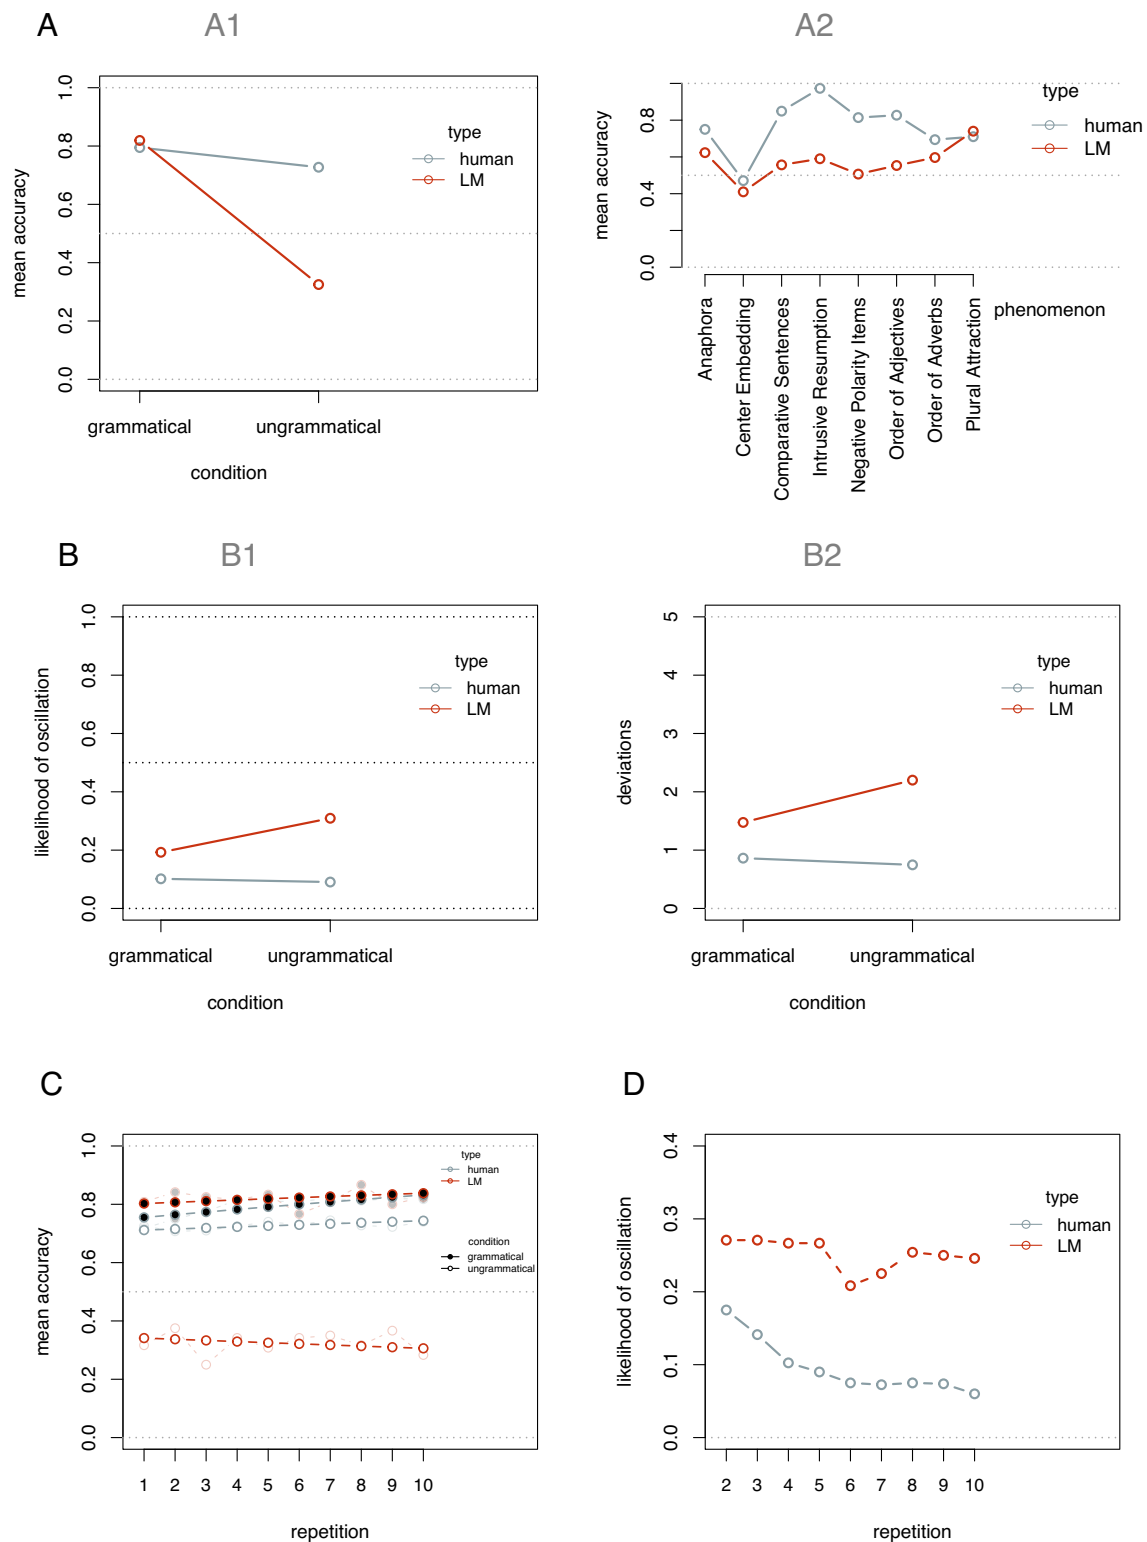 A
A1
A2
mean accuracy
1.0
0.8
0.6
0.4
0.2
0.0
type
human
LM
grammatical
ungrammatical
condition
mean accuracy
0.8
0.4
0.0
type
human
LM
Anaphora
Center Embedding
Comparative Sentences
Intrusive Resumption
Negative Polarity Items
Order of Adjectives
Order of Adverbs
Plural Attraction
phenomenon
B
B1
B2
likelihood of oscillation
1.0
0.8
0.6
0.4
0.2
0.0
type
human
LM
grammatical
ungrammatical
condition
deviations
5
4
3
2
1
0
type
human
LM
grammatical
ungrammatical
condition
C
D
mean accuracy
1.0
0.8
0.6
0.4
0.2
0.0
type
human
LM
condition
grammatical
ungrammatical
1 2 3 4 5 6 7 8 9 10
repetition
likelihood of oscillation
0.4
0.3
0.2
0.1
0.0
type
human
LM
2 3 4 5 6 7 8 9 10
repetition